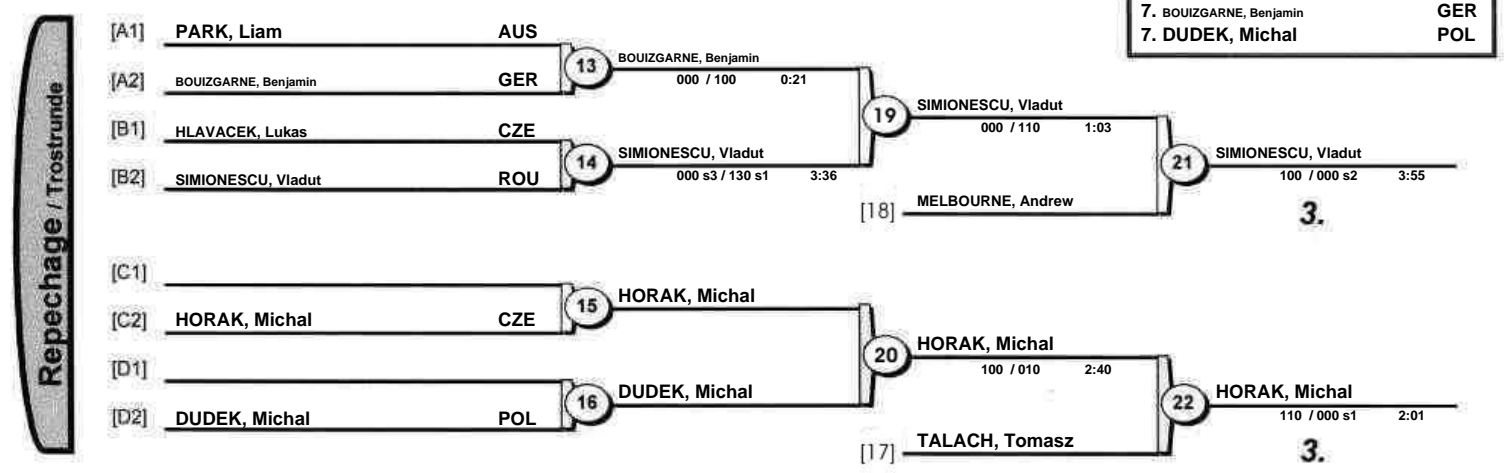 7. BOUIZGARNE, Benjamin GER
7. DUDEK, Michal POL
Repechage / Trostrunde
[A1] PARK, Liam AUS
[A2] BOUIZGARNE, Benjamin GER
13 BOUIZGARNE, Benjamin
000 / 100 0:21
[B1] HLAVACEK, Lukas CZE
[B2] SIMIONESCU, Vladut ROU
14 SIMIONESCU, Vladut
000 s3 / 130 s1 3:36
19 SIMIONESCU, Vladut
000 / 110 1:03
[18] MELBOURNE, Andrew
21 SIMIONESCU, Vladut
100 / 000 s2 3:55
3.
[C1]
[C2] HORAK, Michal CZE
15 HORAK, Michal
[D1]
[D2] DUDEK, Michal POL
16 DUDEK, Michal
20 HORAK, Michal
100 / 010 2:40
[17] TALACH, Tomasz
22 HORAK, Michal
110 / 000 s1 2:01
3.